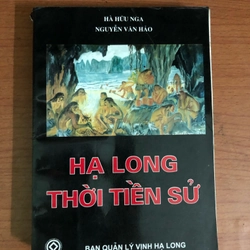 HÀ HỮU NGA
NGUYỄN VĂN HẢO
HẠ LONG
THỜI TIỀN SỬ
BAN QUẢN LÝ VỊNH HẠ LONG